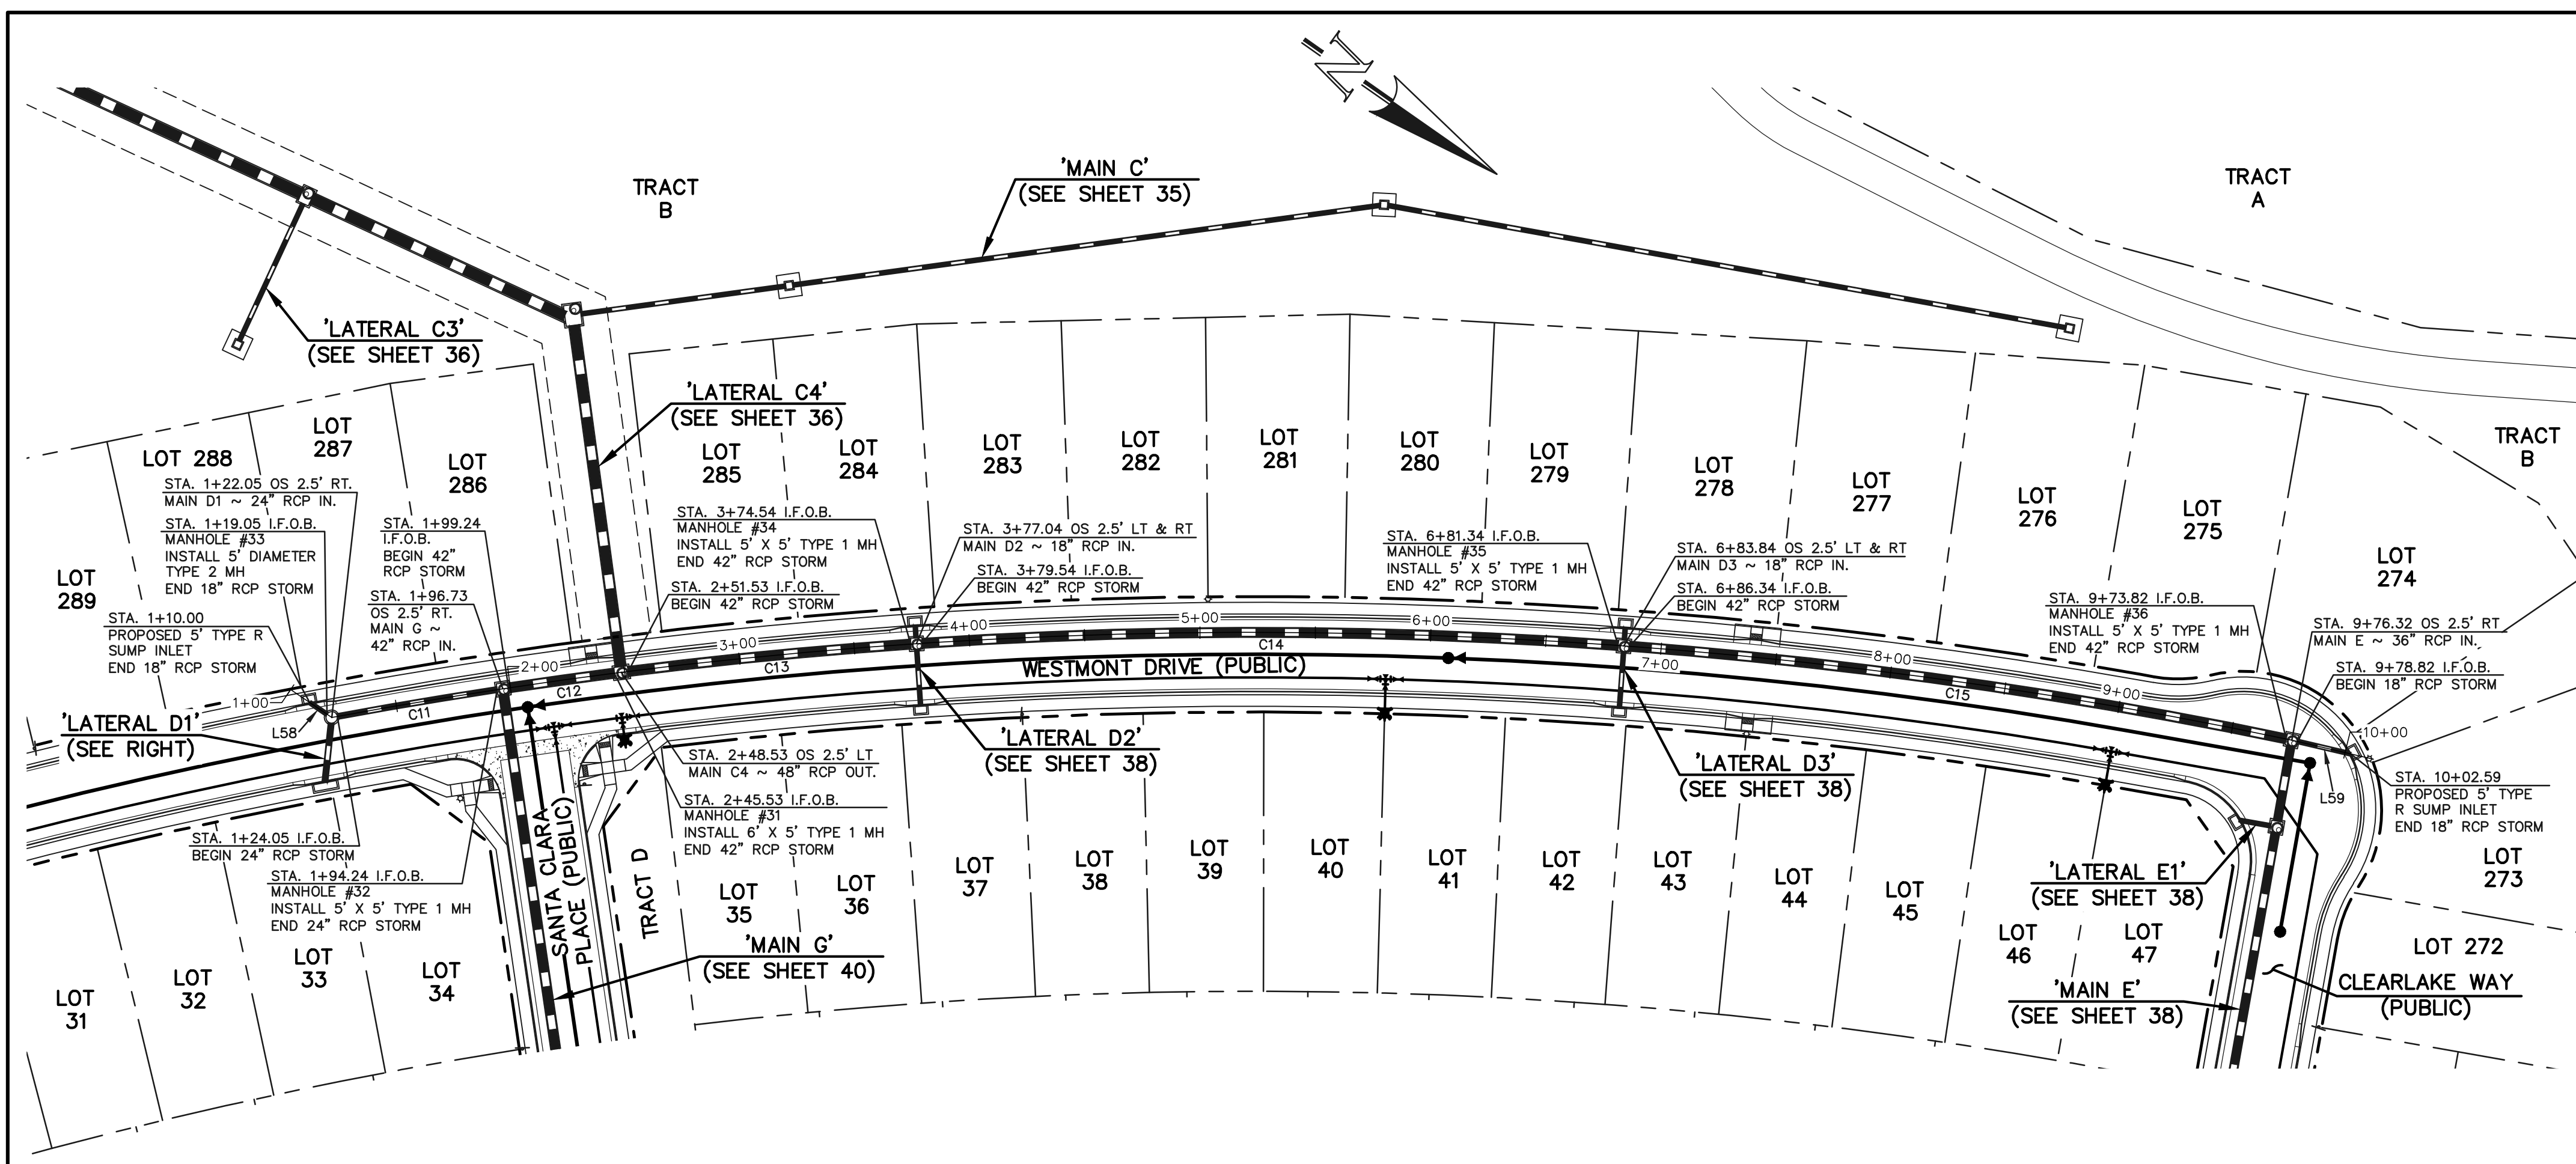 N
'MAIN C'
(SEE SHEET 35)
TRACT
B
TRACT
A
'LATERAL C3'
(SEE SHEET 36)
'LATERAL C4'
(SEE SHEET 36)
TRACT
B
LOT
289
LOT 288
LOT
287
LOT
286
LOT
285
LOT
284
LOT
283
LOT
282
LOT
281
LOT
280
LOT
279
LOT
278
LOT
277
LOT
276
LOT
275
LOT
274
STA. 1+22.05 OS 2.5' RT.
MAIN D1 ~ 24" RCP IN.
STA. 1+19.05 I.F.O.B.
MANHOLE #33
INSTALL 5' DIAMETER
TYPE 2 MH
END 18" RCP STORM
STA. 1+10.00
PROPOSED 5' TYPE R
SUMP INLET
END 18" RCP STORM
STA. 1+99.24
I.F.O.B.
BEGIN 42"
RCP STORM
STA. 1+96.73
OS 2.5' RT.
MAIN G ~
42" RCP IN.
STA. 3+74.54 I.F.O.B.
MANHOLE #34
INSTALL 5' X 5' TYPE 1 MH
END 42" RCP STORM
STA. 2+51.53 I.F.O.B.
BEGIN 42" RCP STORM
STA. 3+77.04 OS 2.5' LT & RT
MAIN D2 ~ 18" RCP IN.
STA. 3+79.54 I.F.O.B.
BEGIN 42" RCP STORM
STA. 6+81.34 I.F.O.B.
MANHOLE #35
INSTALL 5' X 5' TYPE 1 MH
END 42" RCP STORM
STA. 6+83.84 OS 2.5' LT & RT
MAIN D3 ~ 18" RCP IN.
STA. 6+86.34 I.F.O.B.
BEGIN 42" RCP STORM
STA. 9+73.82 I.F.O.B.
MANHOLE #36
INSTALL 5' X 5' TYPE 1 MH
END 42" RCP STORM
STA. 9+76.32 OS 2.5' RT
MAIN E ~ 36" RCP IN.
STA. 9+78.82 I.F.O.B.
BEGIN 18" RCP STORM
1+00
2+00
3+00
4+00
5+00
6+00
7+00
8+00
9+00
10+00
C11
C12
C13
C14
C15
L58
L59
WESTMONT DRIVE (PUBLIC)
'LATERAL D1'
(SEE RIGHT)
'LATERAL D2'
(SEE SHEET 38)
'LATERAL D3'
(SEE SHEET 38)
STA. 2+48.53 OS 2.5' LT
MAIN C4 ~ 48" RCP OUT.
STA. 2+45.53 I.F.O.B.
MANHOLE #31
INSTALL 6' X 5' TYPE 1 MH
END 42" RCP STORM
STA. 10+02.59
PROPOSED 5' TYPE
R SUMP INLET
END 18" RCP STORM
STA. 1+24.05 I.F.O.B.
BEGIN 24" RCP STORM
STA. 1+94.24 I.F.O.B.
MANHOLE #32
INSTALL 5' X 5' TYPE 1 MH
END 24" RCP STORM
SANTA CLARA
PLACE (PUBLIC)
TRACT D
LOT
31
LOT
32
LOT
33
LOT
34
LOT
35
LOT
36
LOT
37
LOT
38
LOT
39
LOT
40
LOT
41
LOT
42
LOT
43
LOT
44
LOT
45
LOT
46
LOT
47
'LATERAL E1'
(SEE SHEET 38)
LOT
273
LOT 272
'MAIN G'
(SEE SHEET 40)
'MAIN E'
(SEE SHEET 38)
CLEARLAKE WAY
(PUBLIC)